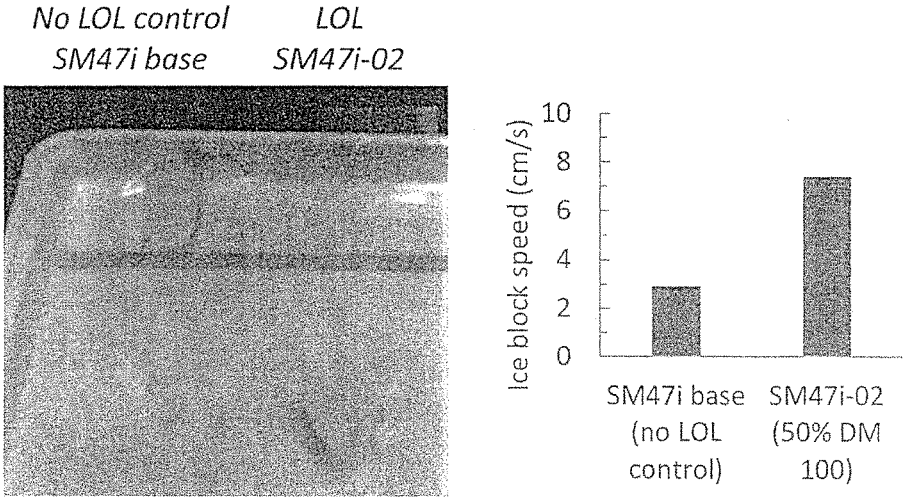 No LOL control LOL
SM47i base SM47i-02
Ice block speed (cm/s)
10
8
6
4
2
0
SM47i base SM47i-02
(no LOL (50% DM
control) 100)